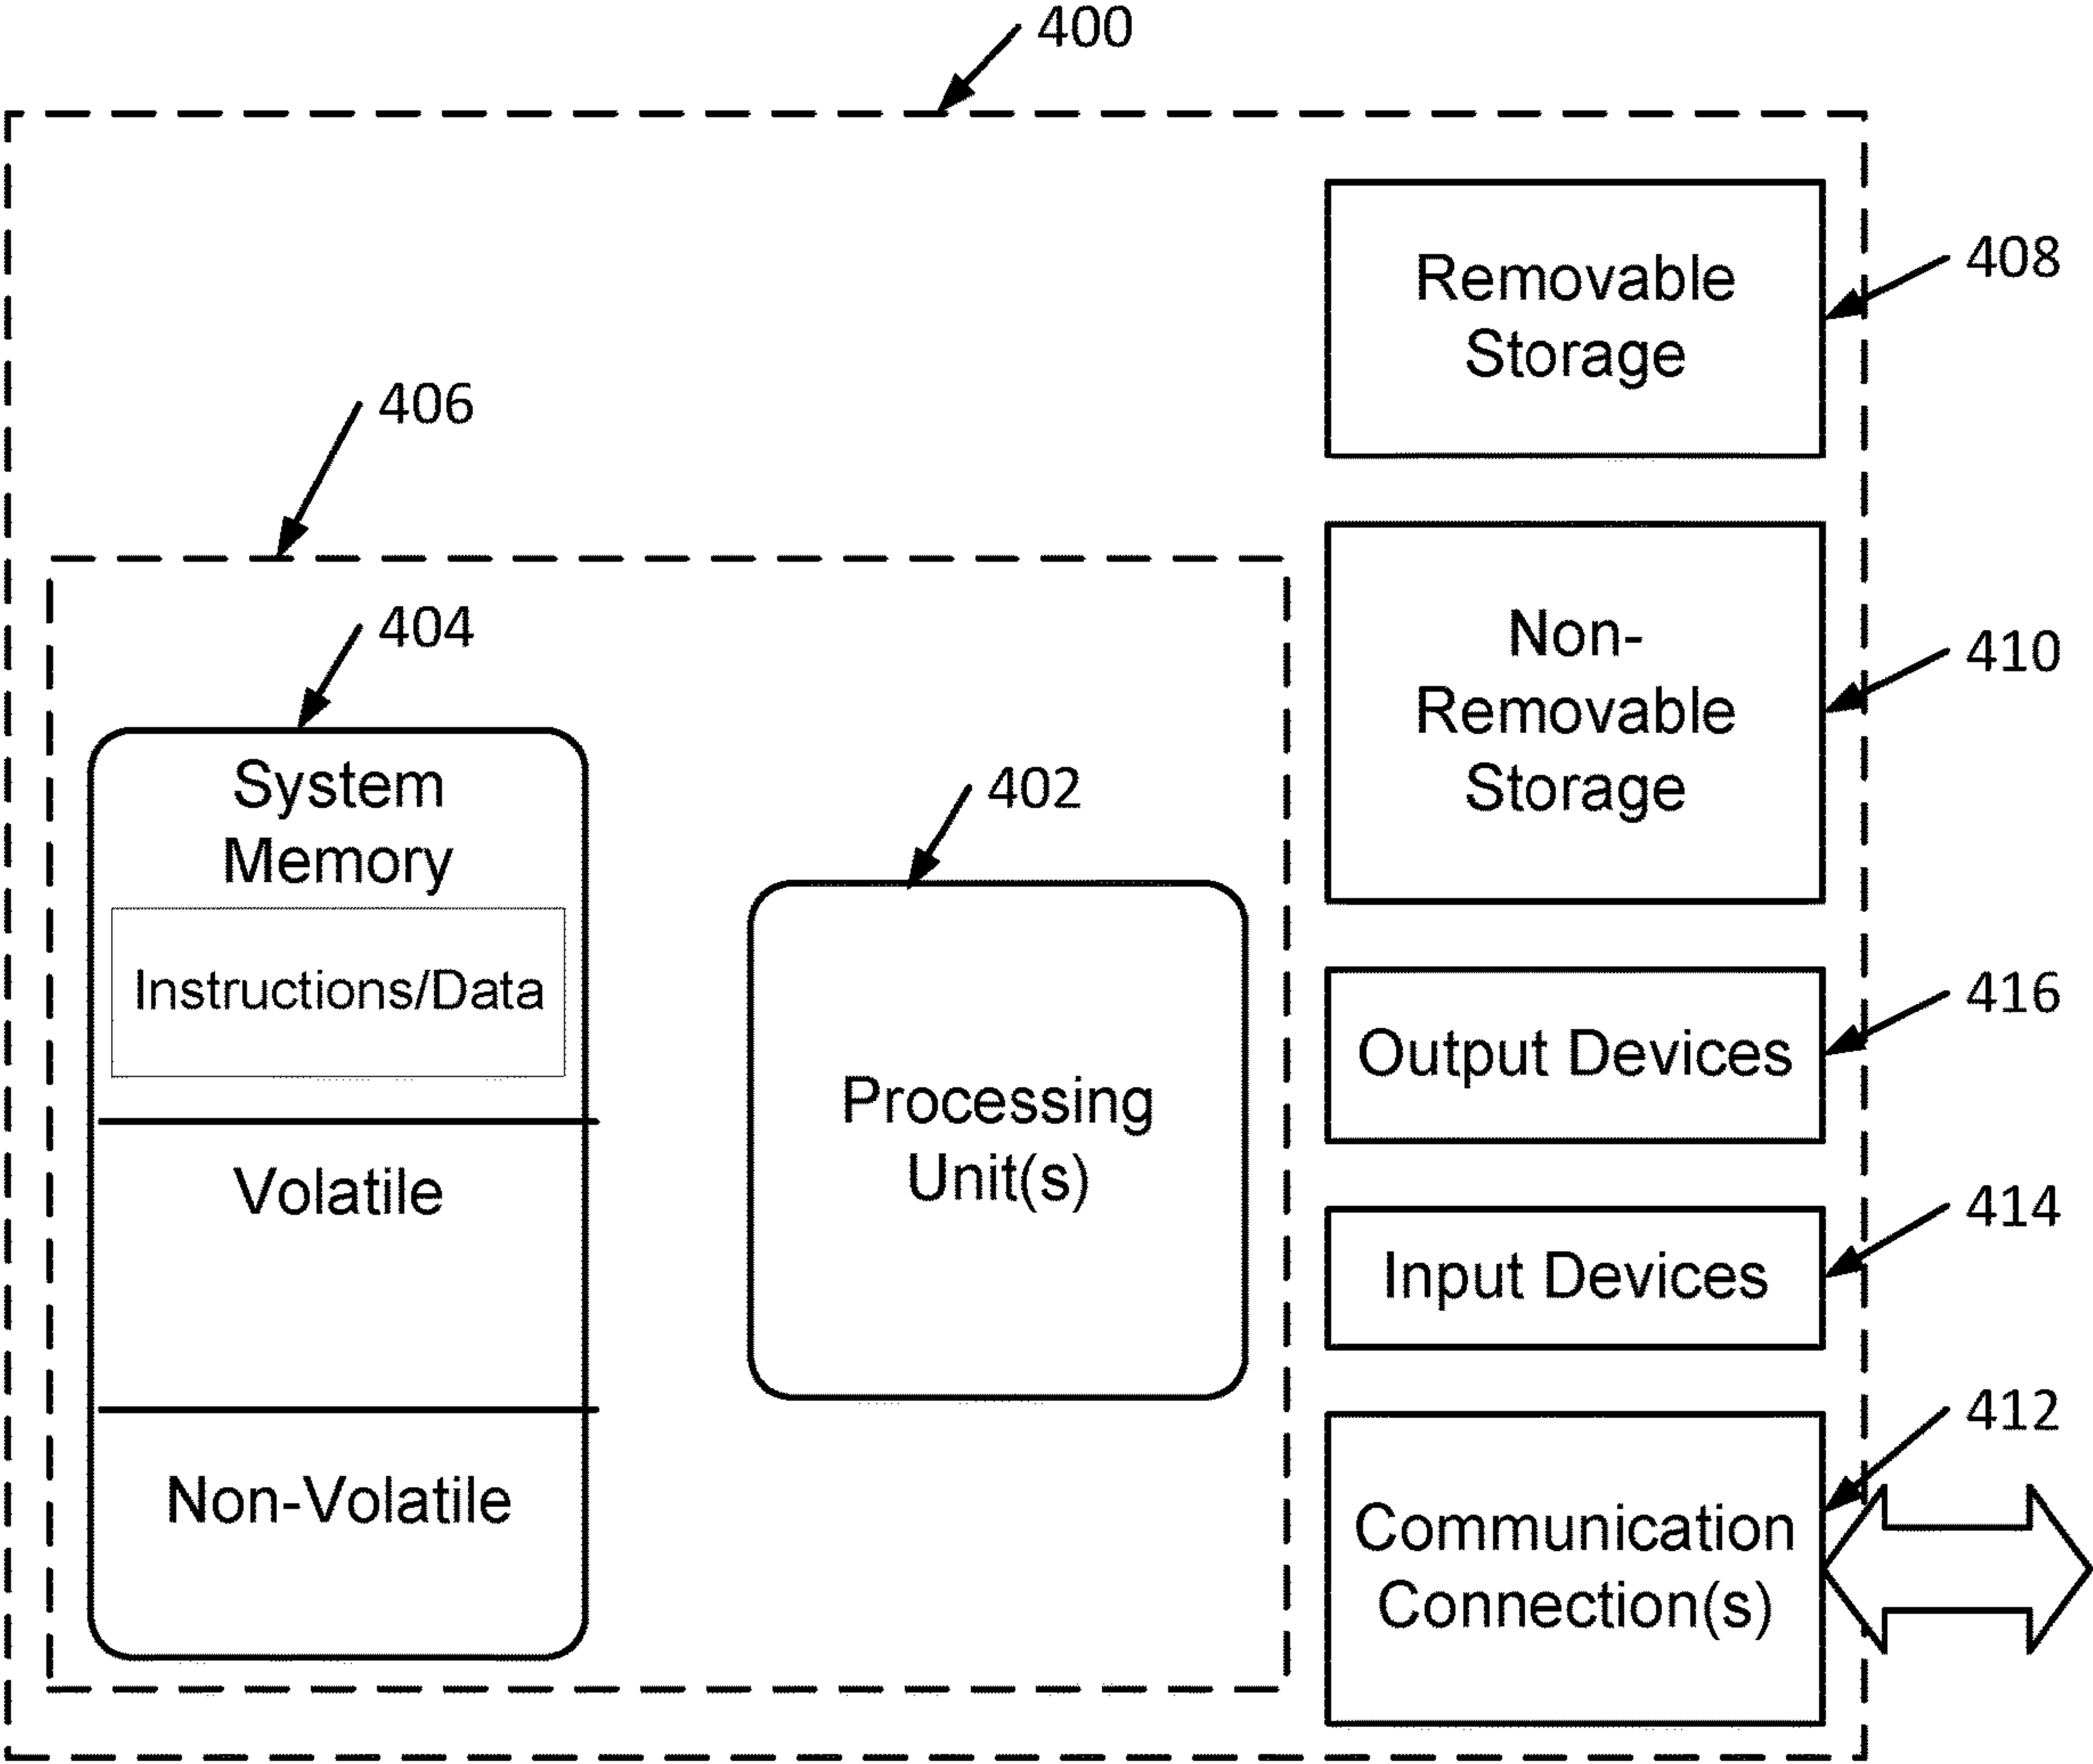 400
Removable
Storage
408
406
Non-
Removable
Storage
410
404
System
Memory
Instructions/Data
Volatile
Non-Volatile
402
Processing
Unit(s)
Output Devices
416
Input Devices
414
Communication
Connection(s)
412